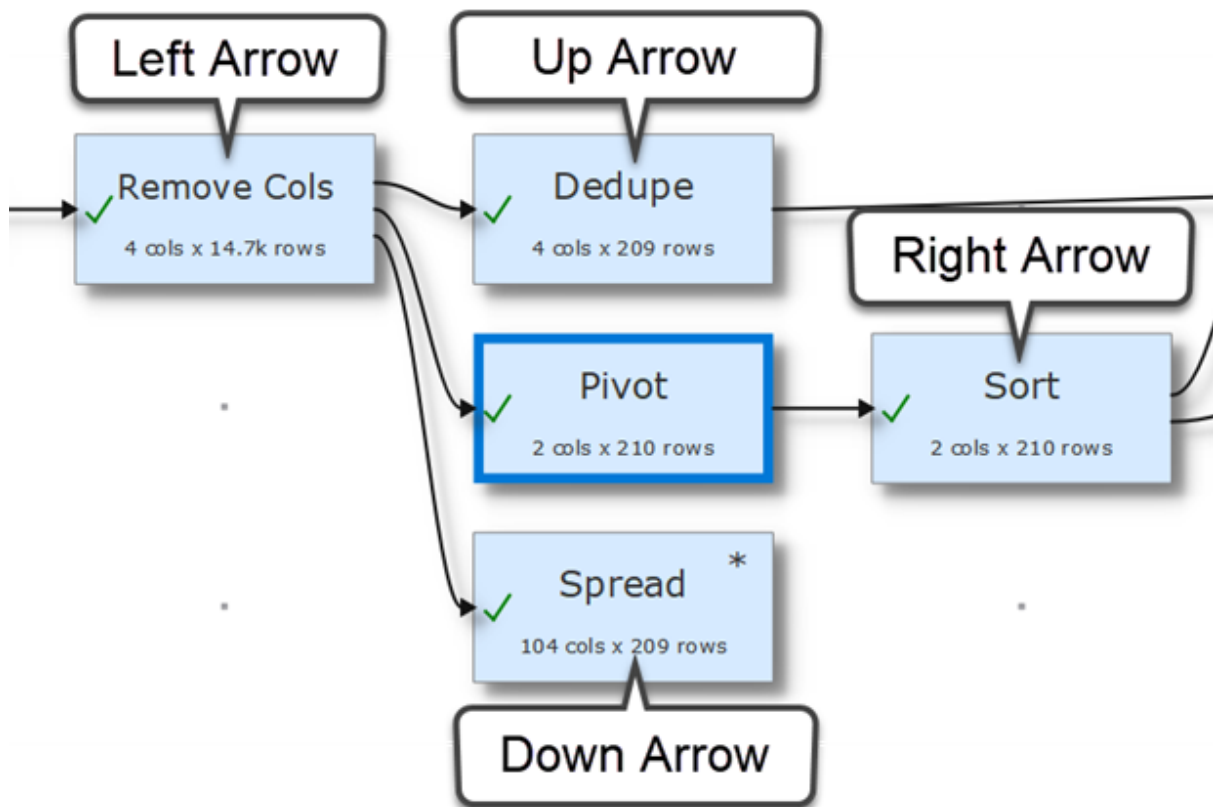 Left Arrow
Up Arrow
Remove Cols
4 cols x 14.7k rows
Dedupe
4 cols x 209 rows
Right Arrow
Pivot
2 cols x 210 rows
Sort
2 cols x 210 rows
Spread *
104 cols x 209 rows
Down Arrow